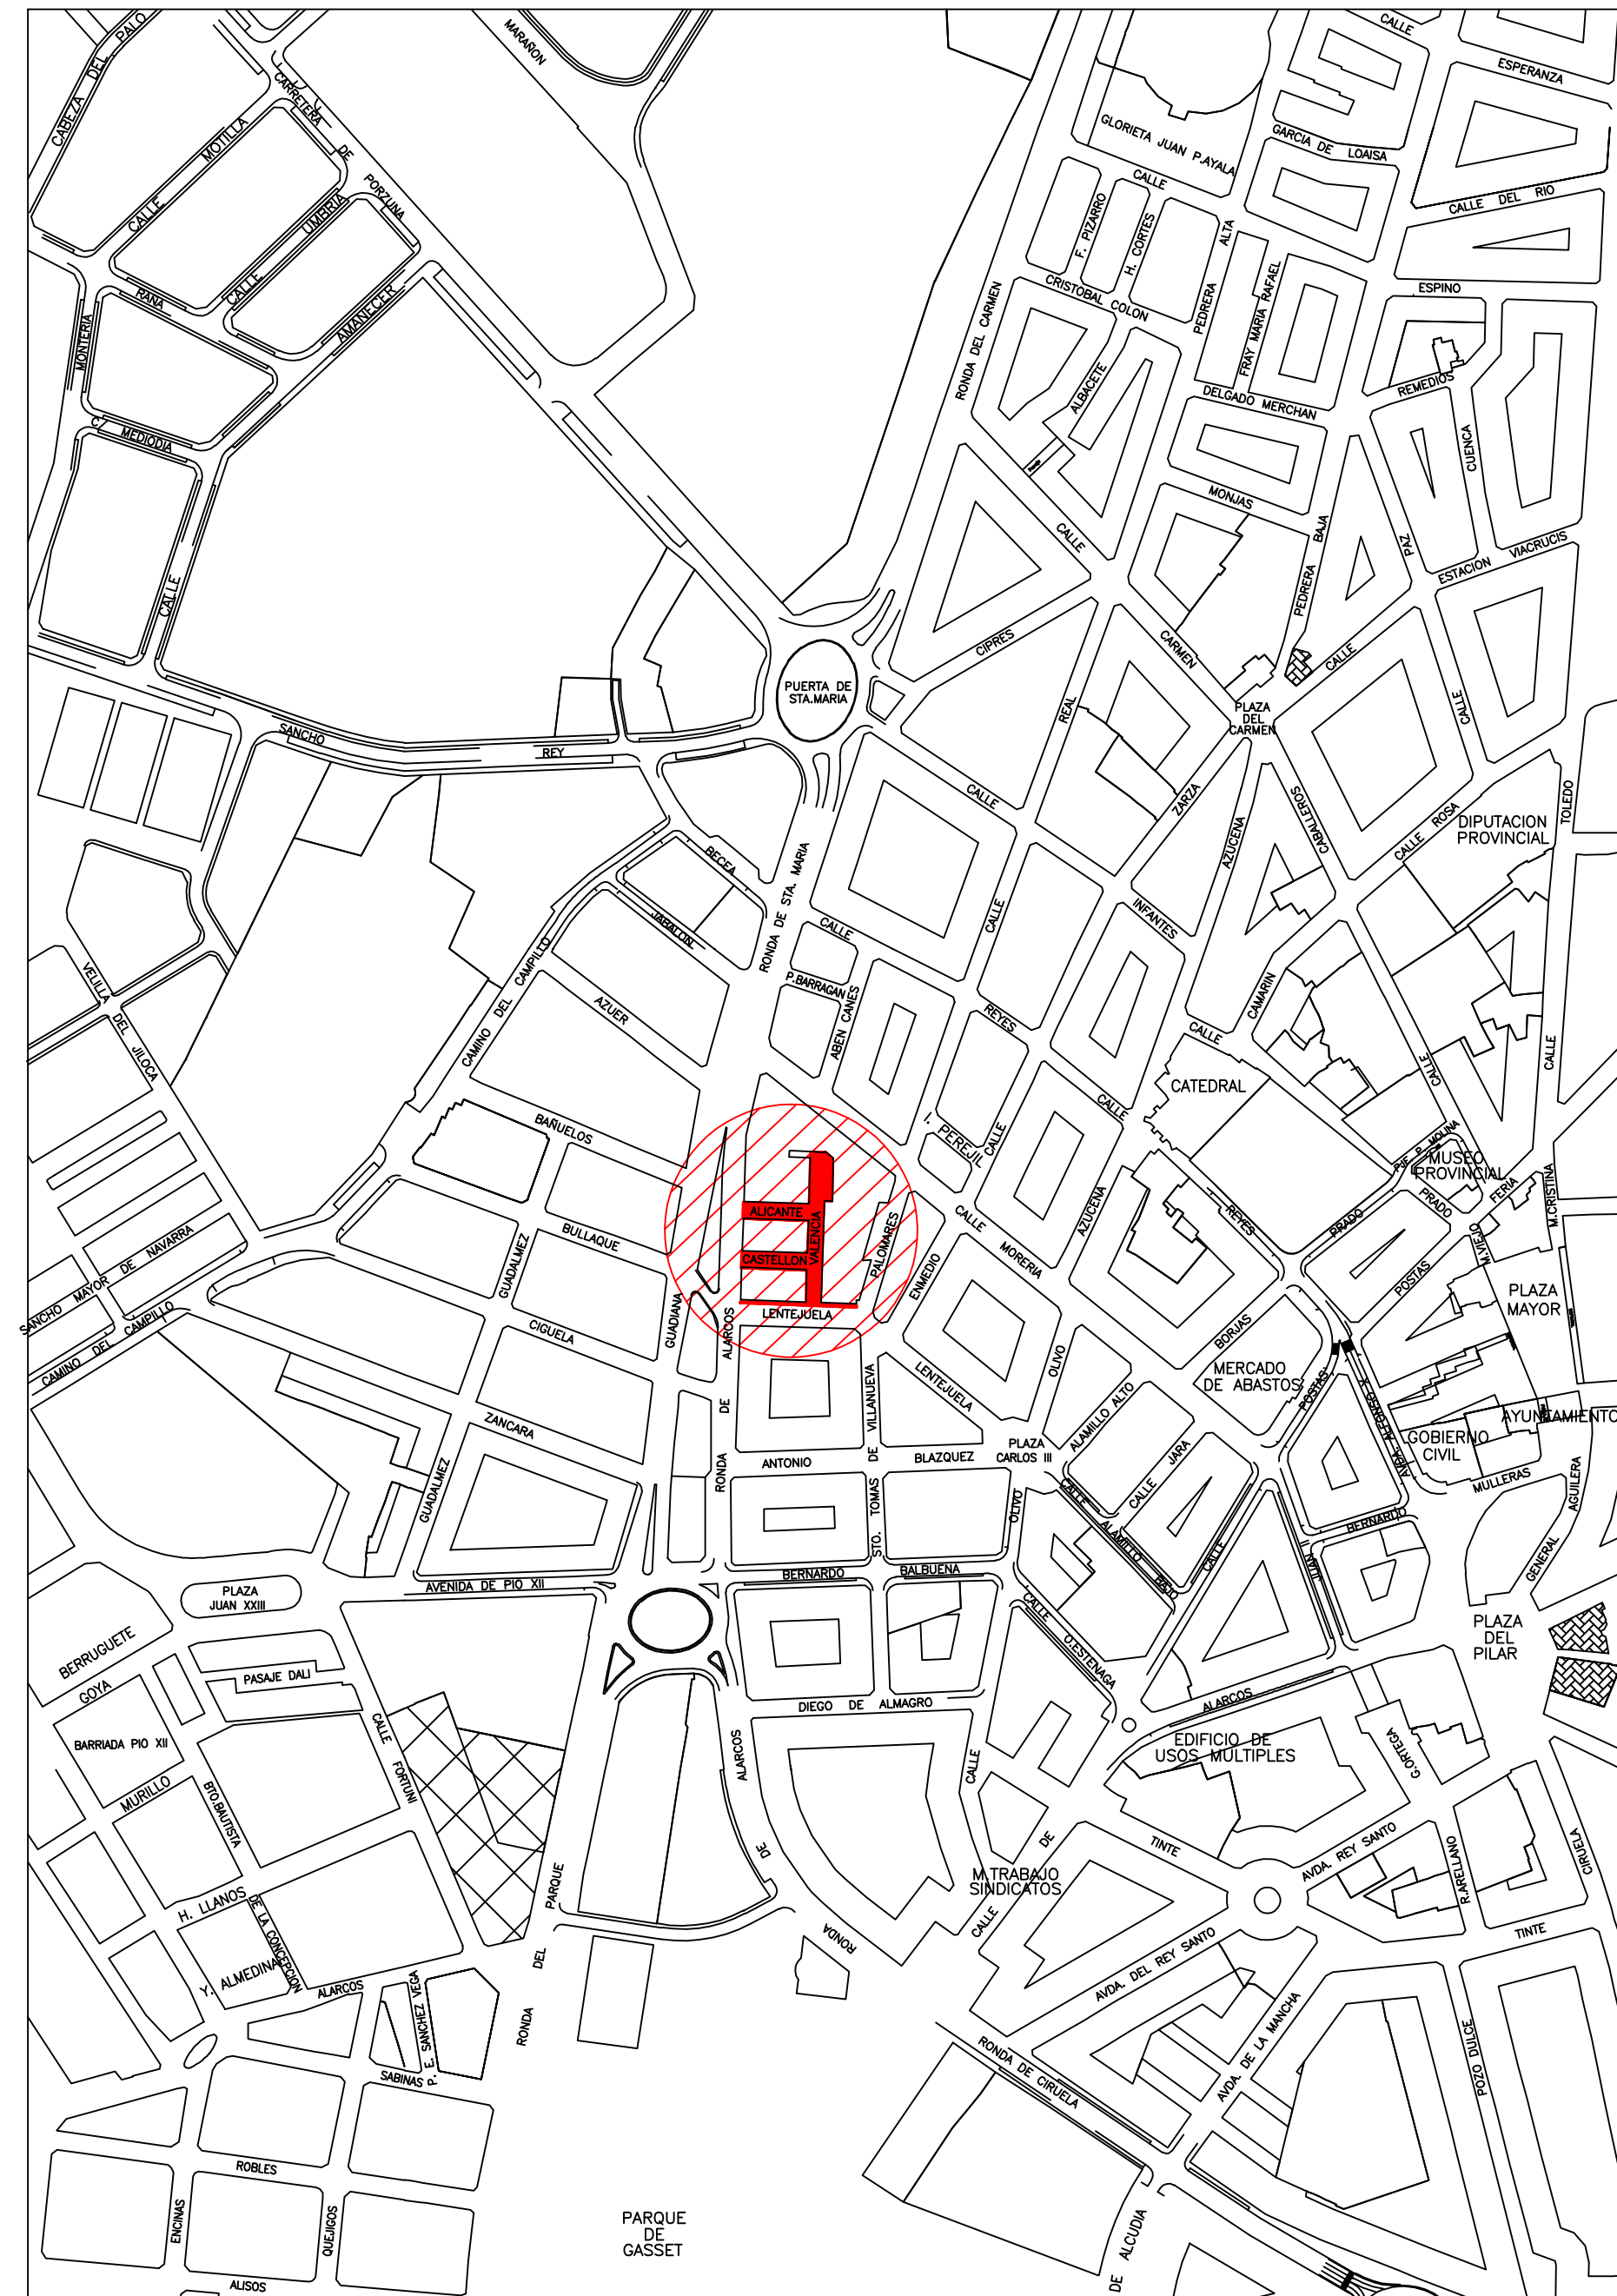 CABEZA DEL PALO
MARAÑON
CALLE
ESPERANZA
CARRETERA DE PORZUNA
CALLE MOTILLA
GLORIETA JUAN P.AYALA
GARCIA DE LOAISA
CALLE
CALLE DEL RIO
CALLE UMBRIA
F. PIZARRO
H. CORTES
PEDRERA ALTA
FRAY MARIA RAFAEL
ESPINO
RANA
AMANECER
MONTERIA
CRISTOBAL COLON
RONDA DEL CARMEN
ALBACETE
DELGADO MERCHAN
REMEDIOS
C/ MEDIODIA
CUENCA
MONJAS
CALLE
PEDRERA BAJA
PAZ
ESTACION VIACRUCIS
CALLE
CIPRES
CARMEN
CALLE
PUERTA DE
STA.MARIA
REAL
PLAZA
DEL
CARMEN
CALLE
SANCHO REY
CALLE
ZARZA
AZUCENA
CABALLEROS
CALLE ROSA
DIPUTACION
PROVINCIAL
TOLEDO
BECEA
JABALON
RONDA DE STA. MARIA
CALLE
CALLE
INFANTES
VELILLA DEL JILOCA
CAMINO DEL CAMPILLO
AZUER
P.BARRAGAN
ABEN CANES
REYES
CAMARIN
CALLE
CALLE
CALLE
CATEDRAL
BAÑUELOS
I. PEREJIL
CALLE
CALLE
PJE. P. MOLINA
MUSEO
PROVINCIAL
ALICANTE
VALENCIA
CASTELLON
PALOMARES
LENTEJUELA
ENMEDIO
CALLE MORERIA
AZUCENA
REYES
PRADO
PRADO
FERIA
M.CRISTINA
M.VIEJO
POSTAS
PLAZA
MAYOR
SANCHO MAYOR DE NAVARRA
CAMINO DEL CAMPILLO
GUADALMEZ
BULLAQUE
CIGUELA
GUADIANA
RONDA DE ALARCOS
BORJAS
MERCADO
DE ABASTOS
POSTAS
AVDA. ALFONSO X
AYUNTAMIENTO
GOBIERNO
CIVIL
MULLERAS
GENERAL AGUILERA
ZANCARA
GUADALMEZ
STO. TOMAS DE VILLANUEVA
LENTEJUELA
OLIVO
ALAMILLO ALTO
ANTONIO BLAZQUEZ
PLAZA
CARLOS III
CALLE JARA
OLIVO
CALLE ALAMILLO BAJO
CALLE
JUAN II
BERNARDO
BERNARDO BALBUENA
AVENIDA DE PIO XII
PLAZA
JUAN XXIII
CALLE O.ESTENAGA
PLAZA
DEL
PILAR
BERRUGUETE
GOYA
PASAJE DALI
DIEGO DE ALMAGRO
ALARCOS
BARRIADA PIO XII
CALLE FORTUNI
RONDA DE ALARCOS
CALLE DE
EDIFICIO DE
USOS MULTIPLES
G.ORTEGA
MURILLO
BTO.BAUTISTA
DE LA CONCEPCION
TINTE
AVDA. REY SANTO
R.ARELLANO
CIRUELA
M.TRABAJO
SINDICATOS
CALLE
H. LLANOS
Y. ALMEDINA
ALARCOS
RONDA DEL PARQUE
AVDA. DEL REY SANTO
TINTE
P. E. SANCHEZ VEGA
SABINAS
RONDA DE CIRUELA
AVDA. DE LA MANCHA
POZO DULCE
ROBLES
ENCINAS
QUEJIGOS
ALISOS
PARQUE
DE
GASSET
DE ALCUDIA